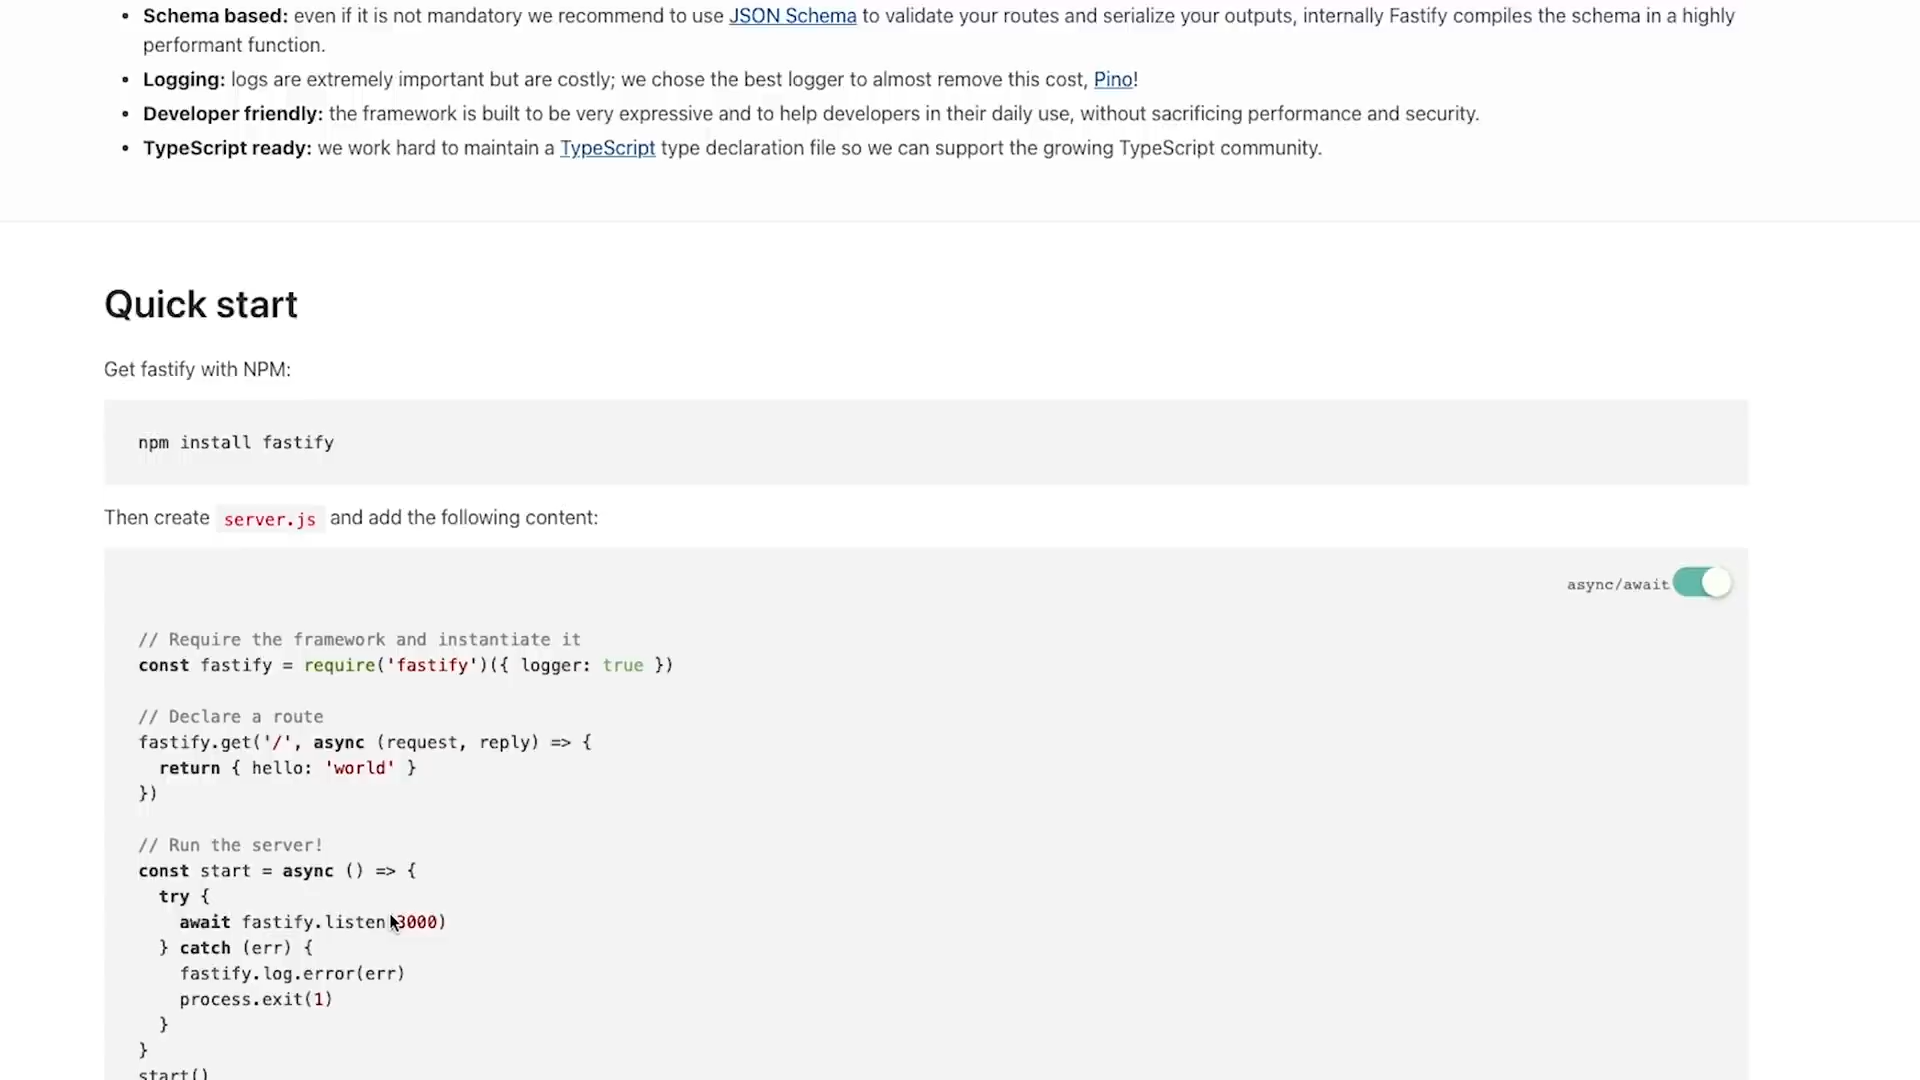 • Schema based: even if it is not mandatory we recommend to use JSON Schema to validate your routes and serialize your outputs, internally Fastify compiles the schema in a highly
performant function.
• Logging: logs are extremely important but are costly; we chose the best logger to almost remove this cost, Pino!
• Developer friendly: the framework is built to be very expressive and to help developers in their daily use, without sacrificing performance and security.
• TypeScript ready: we work hard to maintain a TypeScript type declaration file so we can support the growing TypeScript community.
Quick start
Get fastify with NPM:
npm install fastify
Then create server.js and add the following content:
async/await
// Require the framework and instantiate it
const fastify = require('fastify')({ logger: true })
// Declare a route
fastify.get('/', async (request, reply) => {
  return { hello: 'world' }
})
// Run the server!
const start = async () => {
  try {
    await fastify.listen(3000)
  } catch (err) {
    fastify.log.error(err)
    process.exit(1)
  }
}
start()